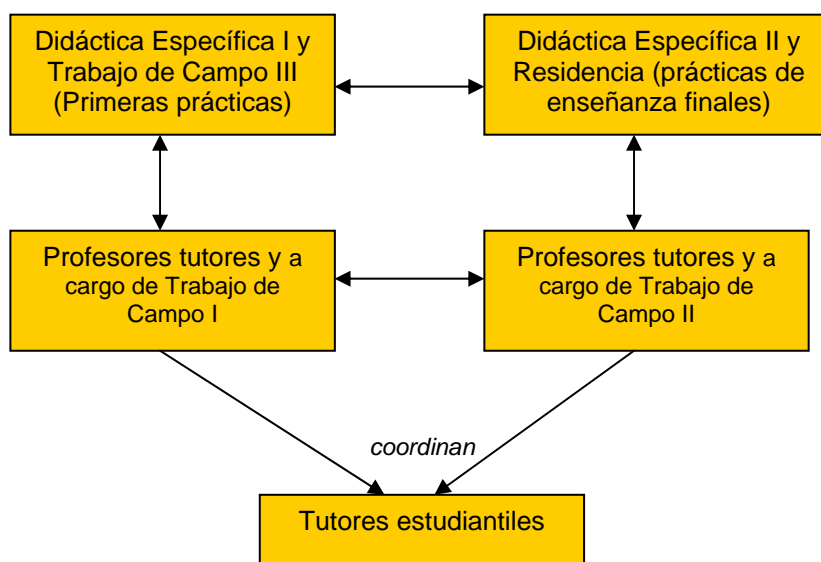 Didáctica Específica I y
Trabajo de Campo III
(Primeras prácticas)
Didáctica Específica II y
Residencia (prácticas de
enseñanza finales)
Profesores tutores y a
cargo de Trabajo de
Campo I
Profesores tutores y a
cargo de Trabajo de
Campo II
coordinan
Tutores estudiantiles